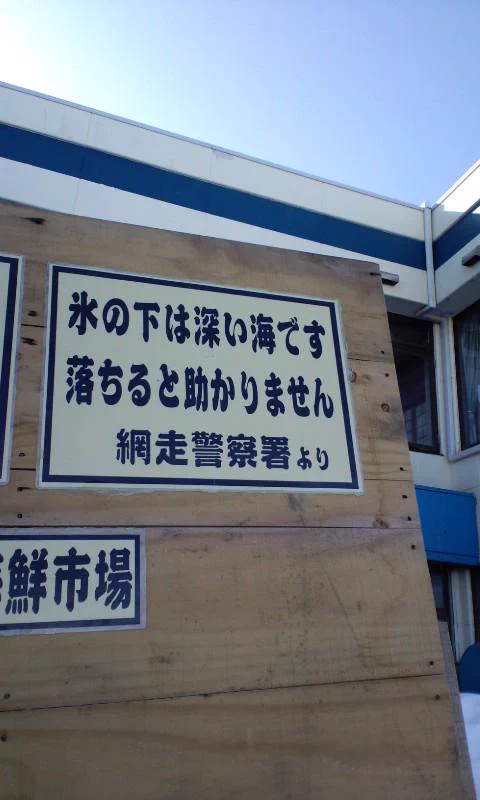 氷の下は深い海です
落ちると助かりません
網走警察署より
鮮市場